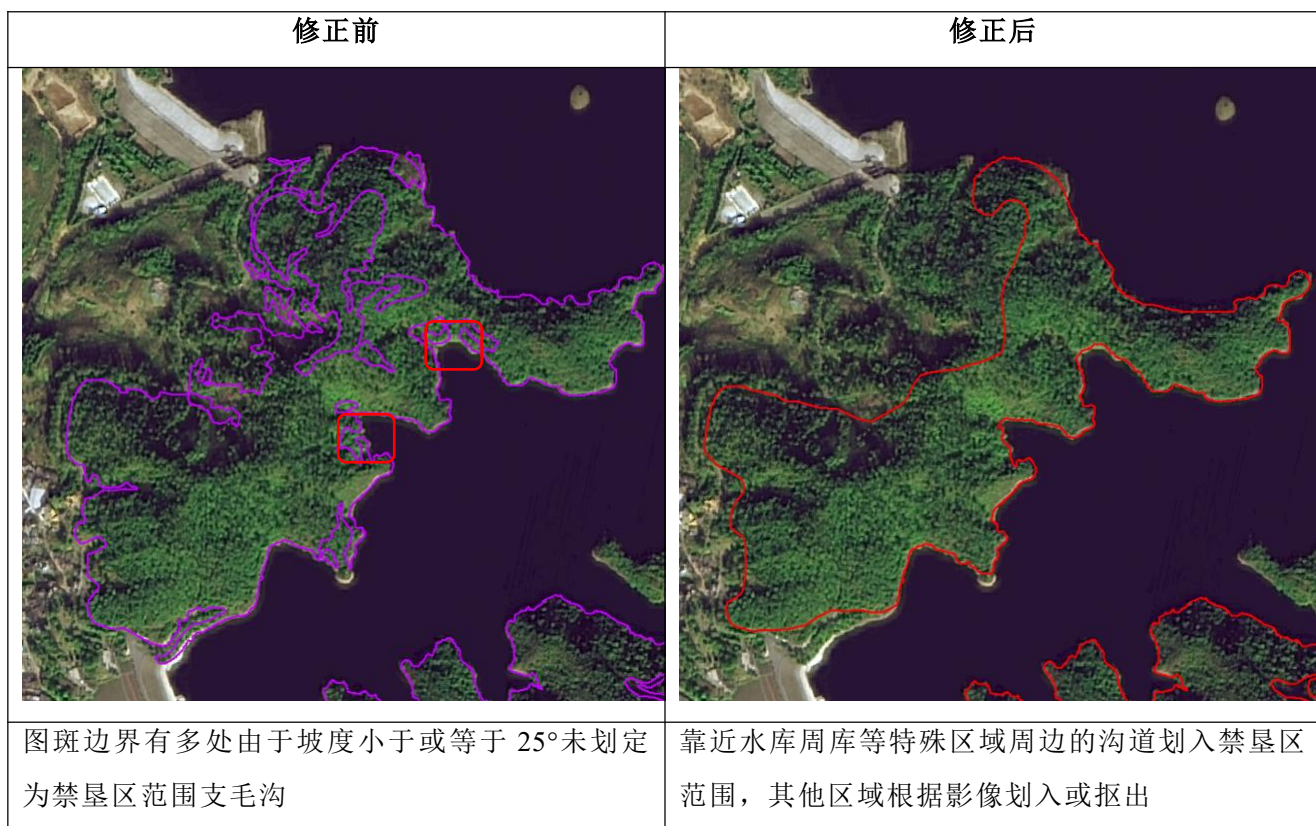 修正前
修正后
图斑边界有多处由于坡度小于或等于 25°未划定
为禁垦区范围支毛沟
靠近水库周库等特殊区域周边的沟道划入禁垦区
范围，其他区域根据影像划入或抠出